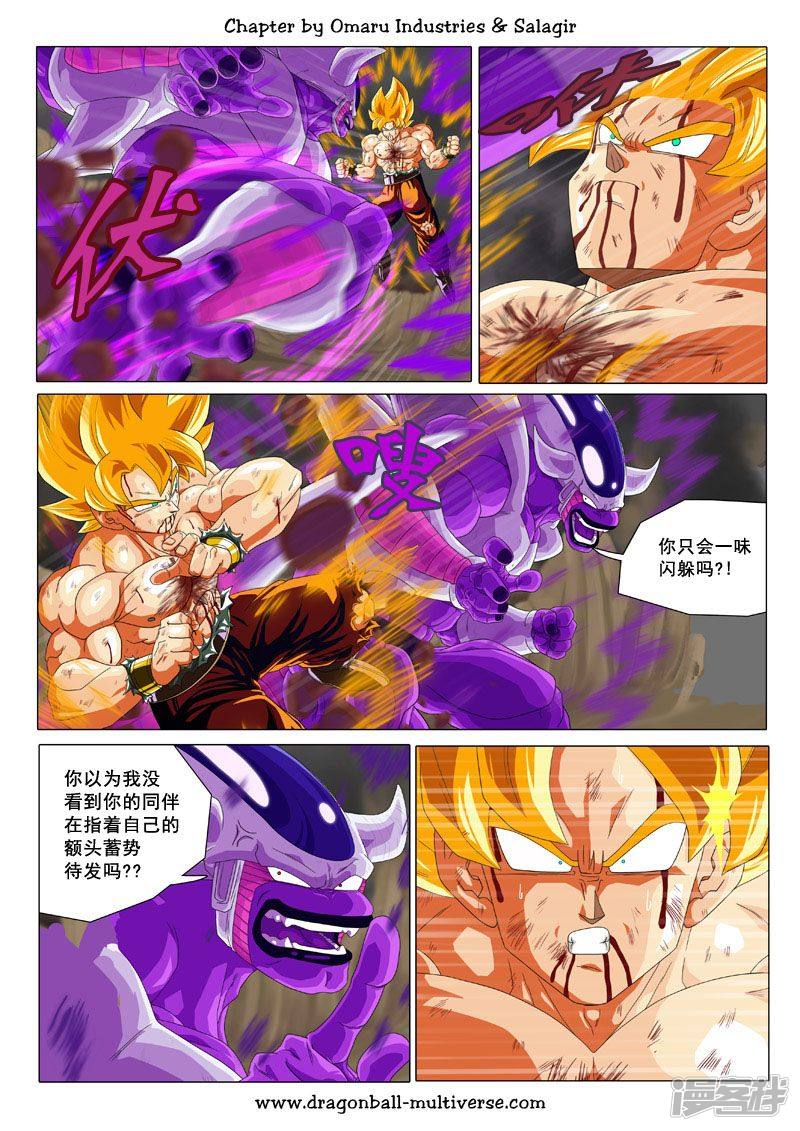 Chapter by Omaru Industries & Salagir
伏
咻
嗖
你只会一味
闪躲吗?!
你以为我没
看到你的同伴
在指着自己的
额头蓄势
待发吗??
www.dragonball-multiverse.com
漫客栈